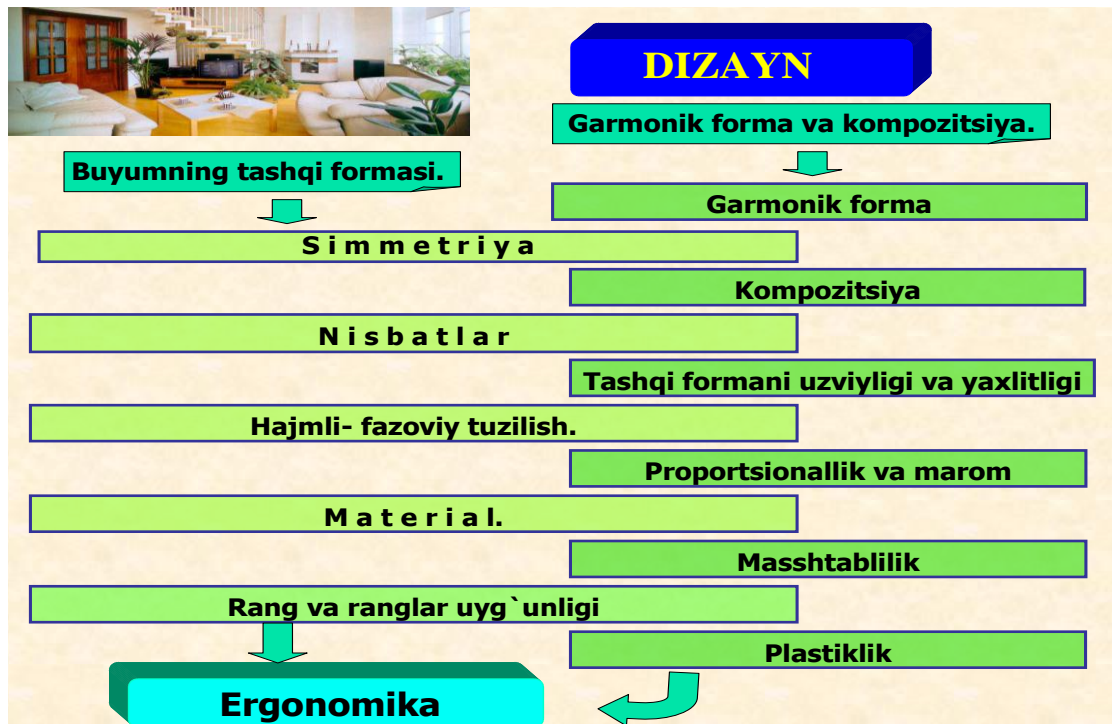 DIZAYN
Garmonik forma va kompozitsiya.
Buyumning tashqi formasi.
Garmonik forma
S i m m e t r i y a
Kompozitsiya
N i s b a t l a r
Tashqi formani uzviyligi va yaxlitligi
Hajmli- fazoviy tuzilish.
Proportsionallik va marom
M a t e r i a l.
Masshtablilik
Rang va ranglar uyg`unligi
Plastiklik
Ergonomika